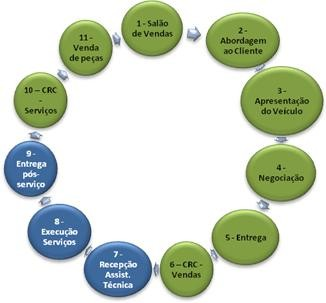 1 - Salão
de Vendas
2 -
Abordagem
ao Cliente
3 -
Apresentação
do Veículo
4 -
Negociação
5 - Entrega
6 – CRC -
Vendas
7 -
Recepção
Assist.
Técnica
8 -
Execução
Serviços
9 -
Entrega
pós-
serviço
10 – CRC
-
Serviços
11 -
Venda
de peças